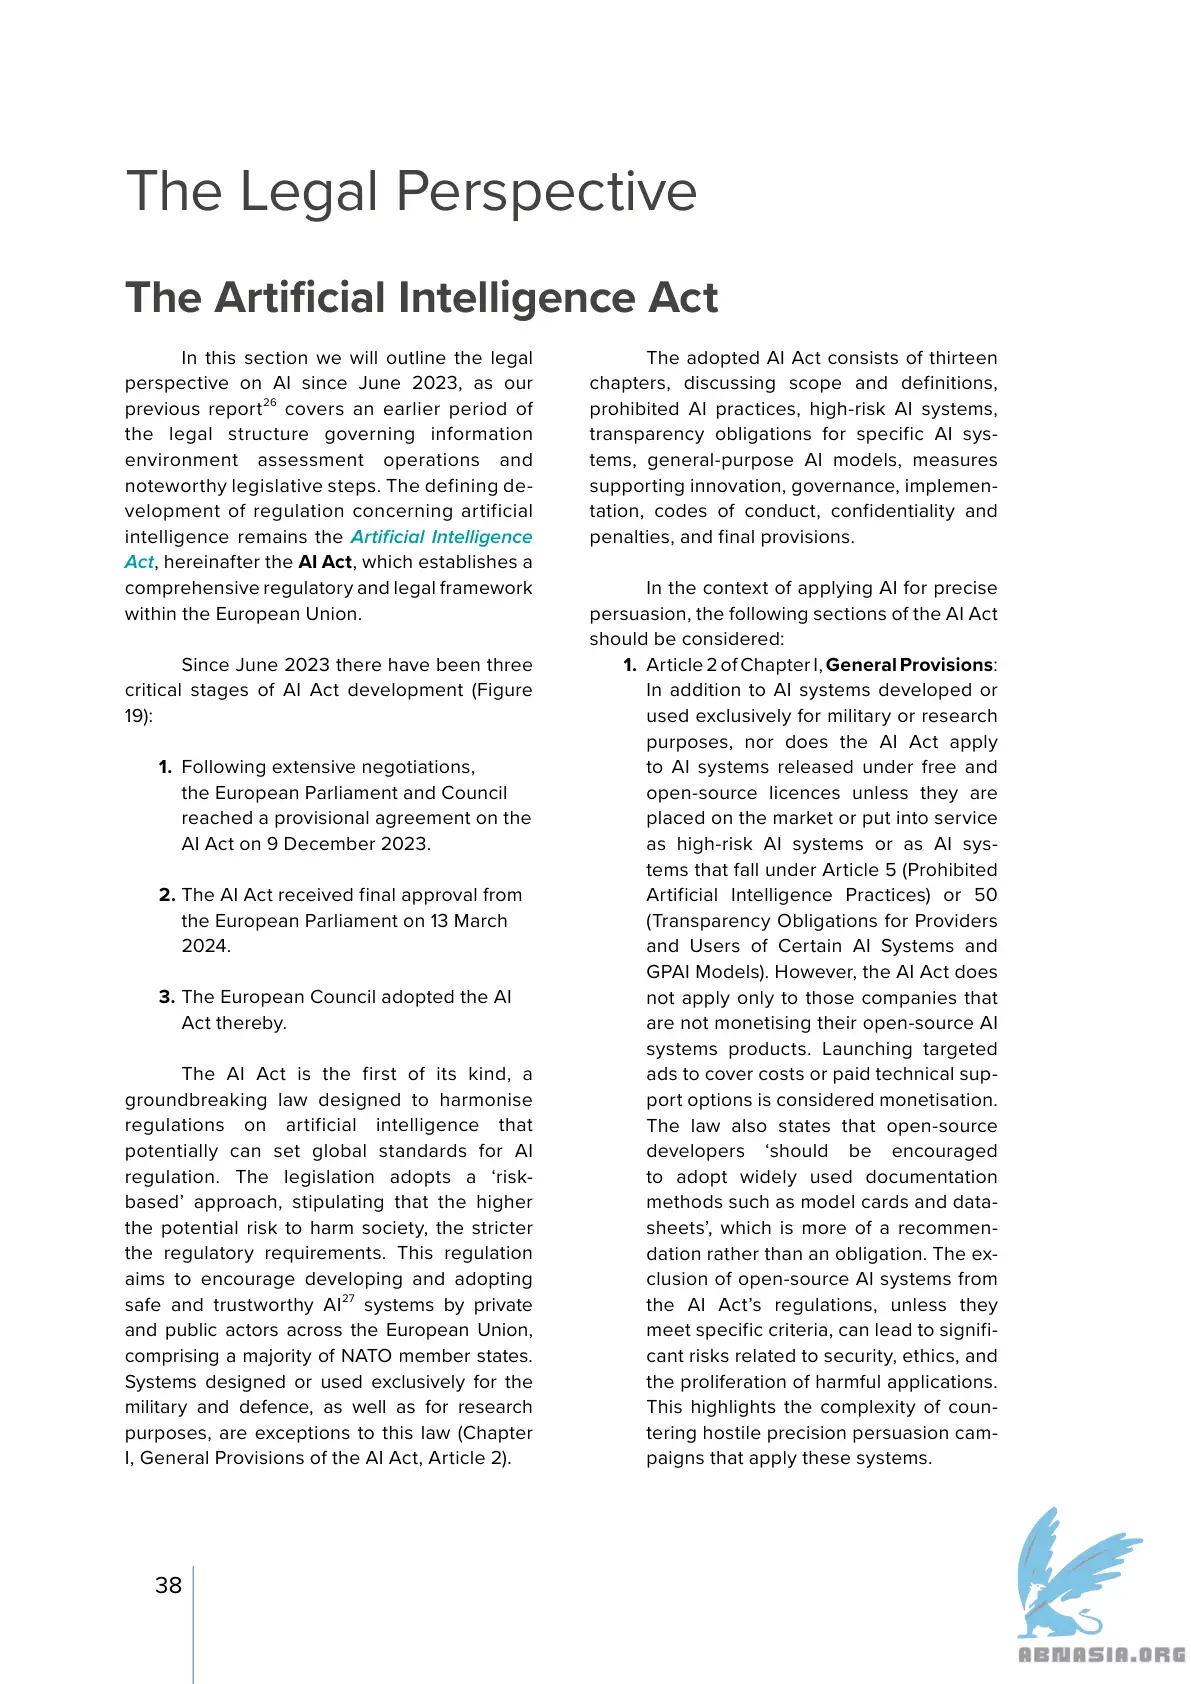 The Legal Perspective
The Artificial Intelligence Act
In this section we will outline the legal
perspective on AI since June 2023, as our
previous report26 covers an earlier period of
the legal structure governing information
environment assessment operations and
noteworthy legislative steps. The defining de-
velopment of regulation concerning artificial
intelligence remains the Artificial Intelligence
Act, hereinafter the AI Act, which establishes a
comprehensive regulatory and legal framework
within the European Union.
Since June 2023 there have been three
critical stages of AI Act development (Figure
19):
1. Following extensive negotiations,
the European Parliament and Council
reached a provisional agreement on the
AI Act on 9 December 2023.
2. The AI Act received final approval from
the European Parliament on 13 March
2024.
3. The European Council adopted the AI
Act thereby.
The AI Act is the first of its kind, a
groundbreaking law designed to harmonise
regulations on artificial intelligence that
potentially can set global standards for AI
regulation. The legislation adopts a ‘risk-
based’ approach, stipulating that the higher
the potential risk to harm society, the stricter
the regulatory requirements. This regulation
aims to encourage developing and adopting
safe and trustworthy AI27 systems by private
and public actors across the European Union,
comprising a majority of NATO member states.
Systems designed or used exclusively for the
military and defence, as well as for research
purposes, are exceptions to this law (Chapter
I, General Provisions of the AI Act, Article 2).
The adopted AI Act consists of thirteen
chapters, discussing scope and definitions,
prohibited AI practices, high-risk AI systems,
transparency obligations for specific AI sys-
tems, general-purpose AI models, measures
supporting innovation, governance, implemen-
tation, codes of conduct, confidentiality and
penalties, and final provisions.
In the context of applying AI for precise
persuasion, the following sections of the AI Act
should be considered:
1. Article 2 of Chapter I, General Provisions:
In addition to AI systems developed or
used exclusively for military or research
purposes, nor does the AI Act apply
to AI systems released under free and
open-source licences unless they are
placed on the market or put into service
as high-risk AI systems or as AI sys-
tems that fall under Article 5 (Prohibited
Artificial Intelligence Practices) or 50
(Transparency Obligations for Providers
and Users of Certain AI Systems and
GPAI Models). However, the AI Act does
not apply only to those companies that
are not monetising their open-source AI
systems products. Launching targeted
ads to cover costs or paid technical sup-
port options is considered monetisation.
The law also states that open-source
developers ‘should be encouraged
to adopt widely used documentation
methods such as model cards and data-
sheets’, which is more of a recommen-
dation rather than an obligation. The ex-
clusion of open-source AI systems from
the AI Act’s regulations, unless they
meet specific criteria, can lead to signifi-
cant risks related to security, ethics, and
the proliferation of harmful applications.
This highlights the complexity of coun-
tering hostile precision persuasion cam-
paigns that apply these systems.
38
ABNASIA.ORG